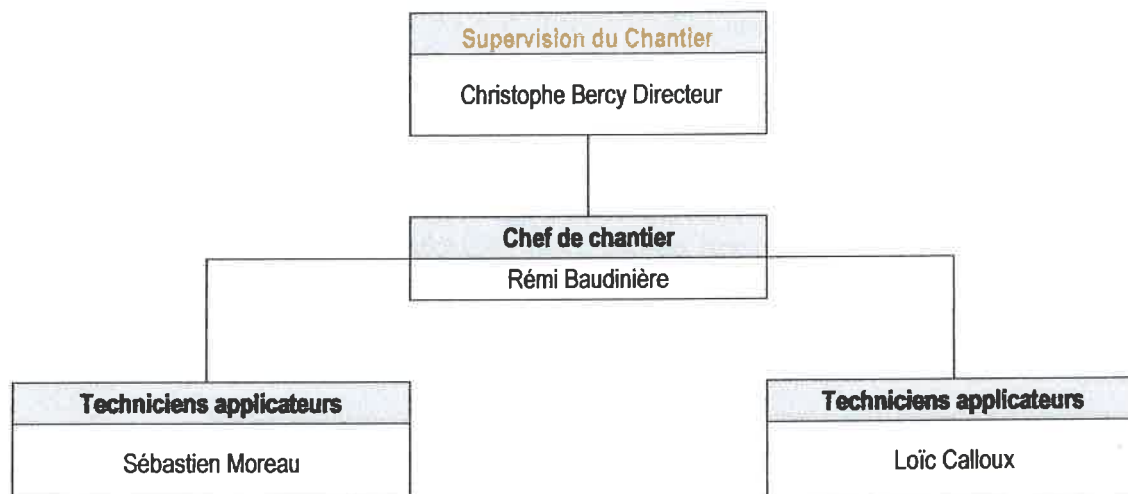 Supervision du Chantier
Christophe Bercy Directeur
Chef de chantier
Rémi Baudinière
Techniciens applicateurs
Sébastien Moreau
Techniciens applicateurs
Loïc Calloux